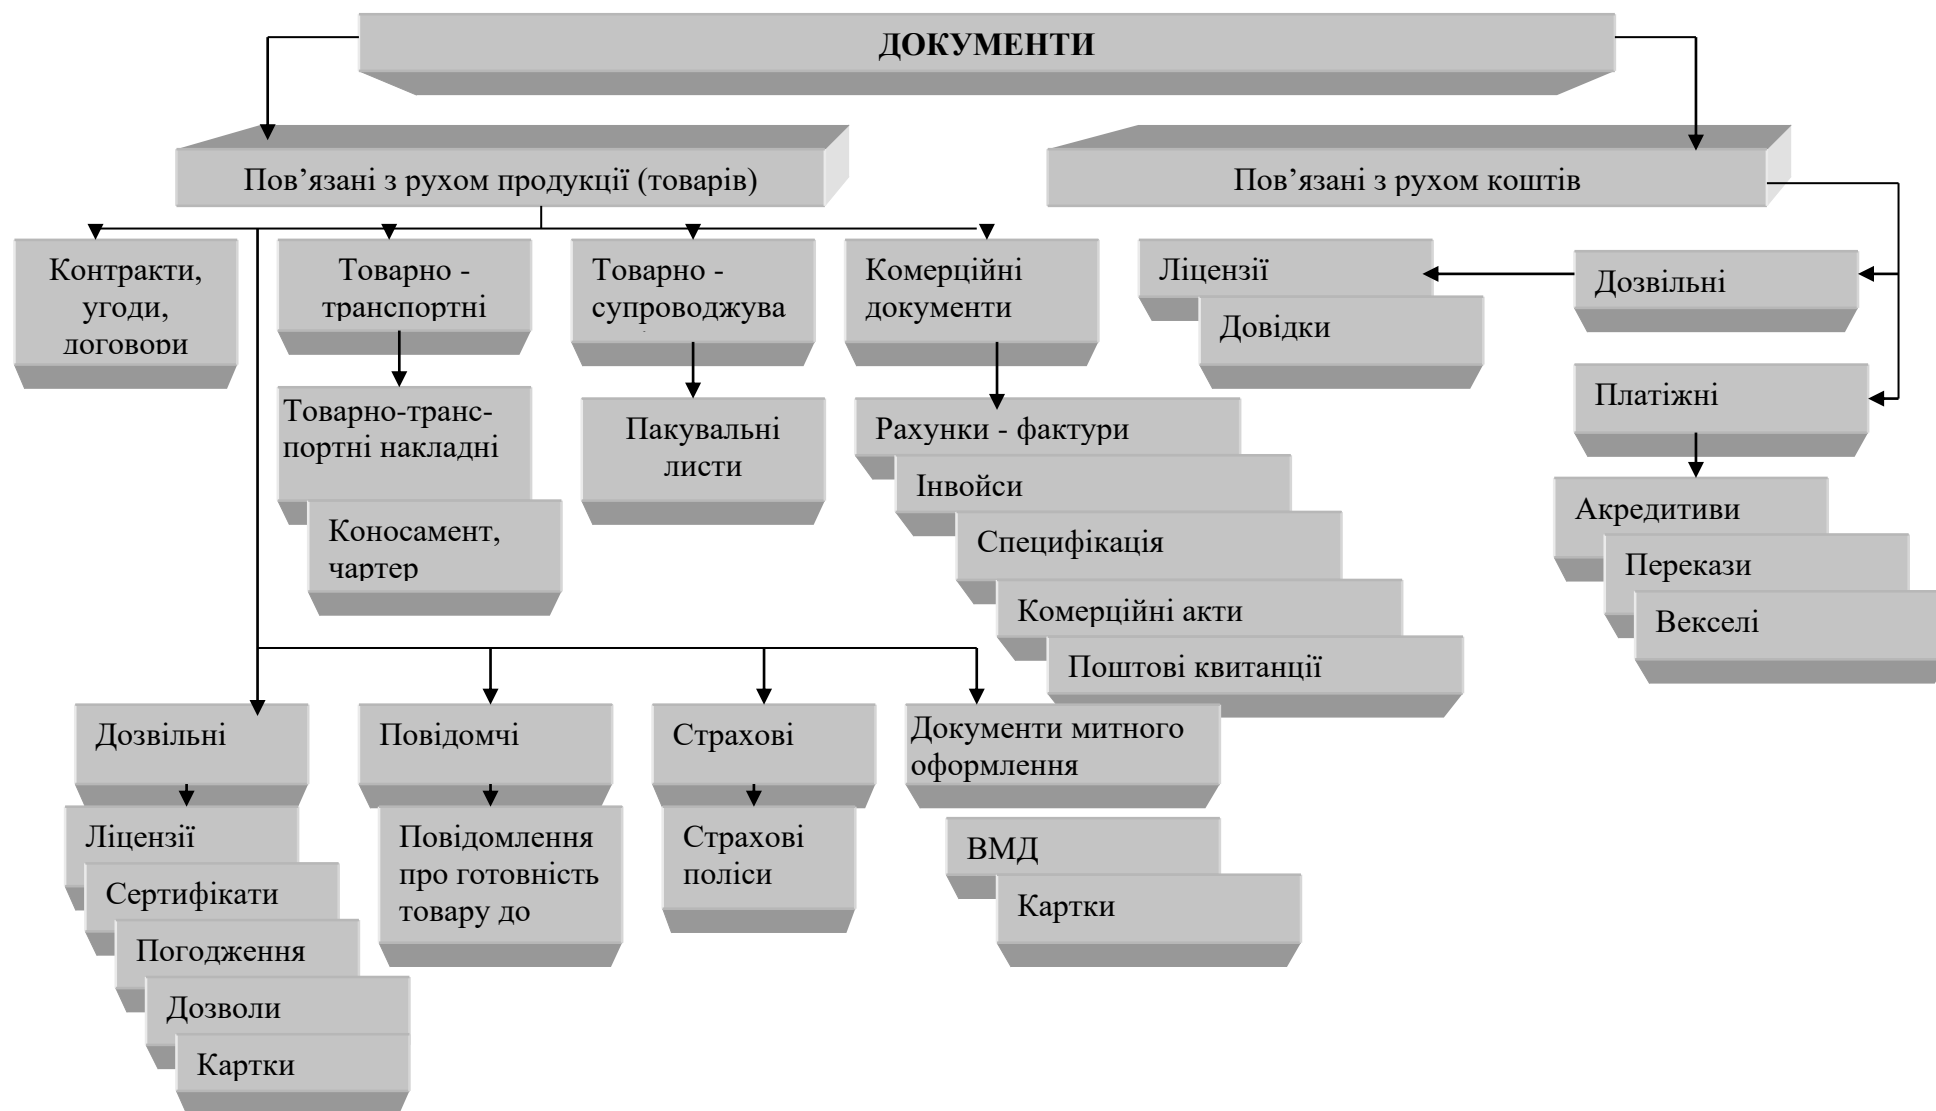 ДОКУМЕНТИ
Пов’язані з рухом продукції (товарів)
Пов’язані з рухом коштів
Контракти,
угоди,
договори
Товарно -
транспортні
Товарно -
супроводжува
Комерційні
документи
Ліцензії
Довідки
Дозвільні
Платіжні
Товарно-транс-
портні накладні
Коносамент,
чартер
Пакувальні
листи
Рахунки - фактури
Інвойси
Специфікація
Комерційні акти
Поштові квитанції
Акредитиви
Перекази
Векселі
Дозвільні
Повідомчі
Страхові
Документи митного
оформлення
Ліцензії
Сертифікати
Погодження
Дозволи
Картки
Повідомлення
про готовність
товару до
Страхові
поліси
ВМД
Картки